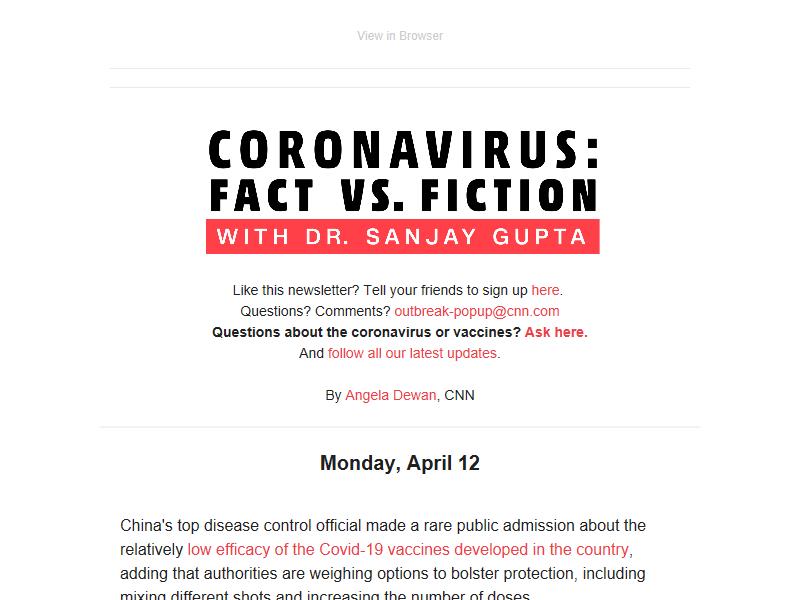 View in Browser
CORONAVIRUS:
FACT VS. FICTION
WITH DR. SANJAY GUPTA
Like this newsletter? Tell your friends to sign up here.
Questions? Comments? outbreak-popup@cnn.com
Questions about the coronavirus or vaccines? Ask here.
And follow all our latest updates.
By Angela Dewan, CNN
Monday, April 12
China's top disease control official made a rare public admission about the
relatively low efficacy of the Covid-19 vaccines developed in the country,
adding that authorities are weighing options to bolster protection, including
mixing different shots and increasing the number of doses.